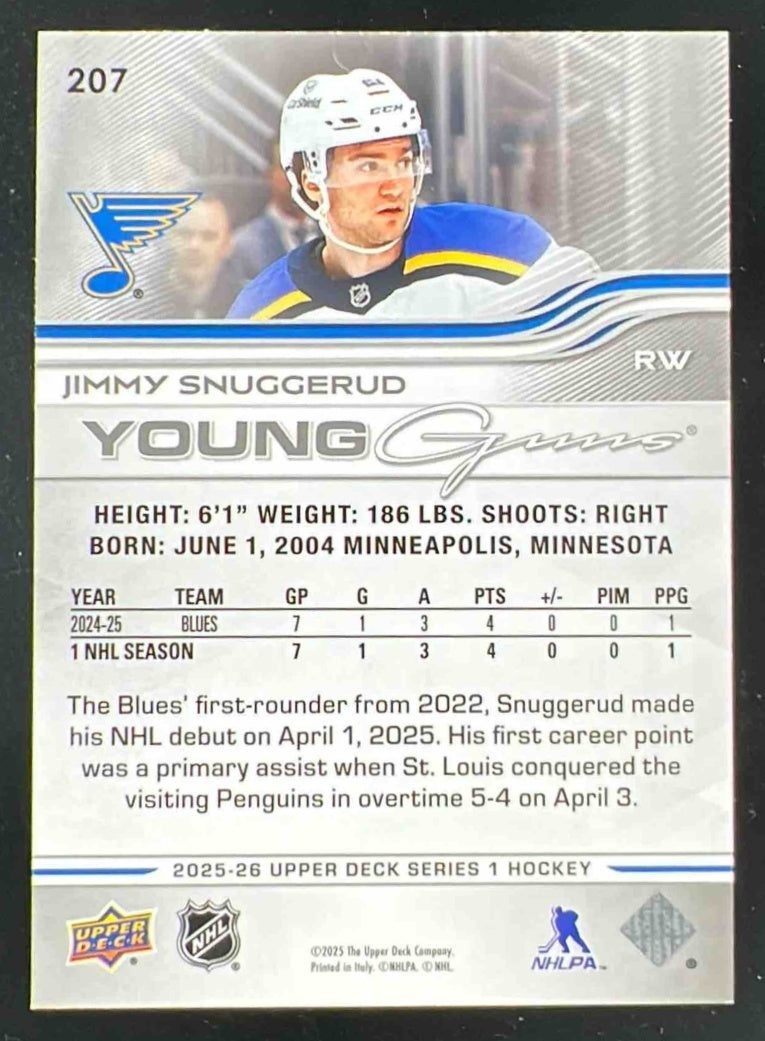 207
CarShield
CCM
RW
JIMMY SNUGGERUD
YOUNG Guns®
HEIGHT: 6'1” WEIGHT: 186 LBS. SHOOTS: RIGHT
BORN: JUNE 1, 2004 MINNEAPOLIS, MINNESOTA
YEAR TEAM GP G A PTS +/- PIM PPG
2024-25 BLUES 7 1 3 4 0 0 1
1 NHL SEASON 7 1 3 4 0 0 1
The Blues’ first-rounder from 2022, Snuggerud made
his NHL debut on April 1, 2025. His first career point
was a primary assist when St. Louis conquered the
visiting Penguins in overtime 5-4 on April 3.
2025-26 UPPER DECK SERIES 1 HOCKEY
UPPER
D·E·C·K
NHL
©2025 The Upper Deck Company.
Printed in Italy. ©NHLPA. © NHL.
NHLPA™